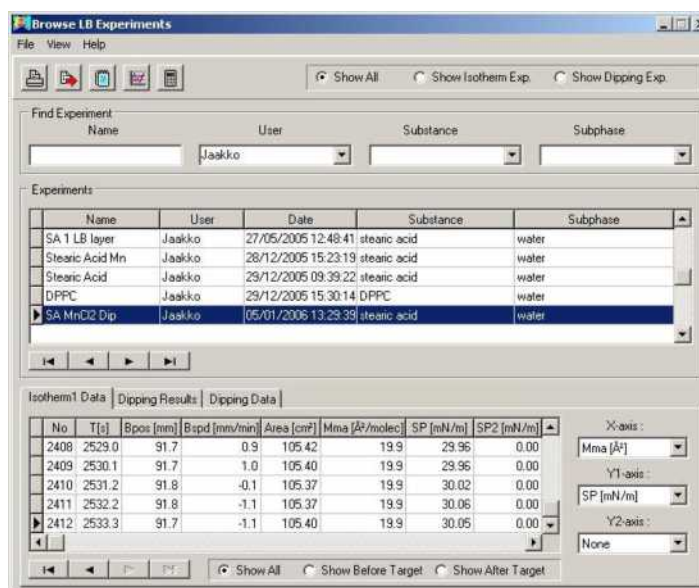 Browse LB Experiments
File View Help
Show All Show Isotherm Exp. Show Dipping Exp.
Find Experiment
Name User Substance Subphase
Jaakko
Experiments
Name User Date Substance Subphase
SA 1 LB layer Jaakko 27/05/2005 12:48:41 stearic acid water
Stearic Acid Mn Jaakko 28/12/2005 15:23:19 stearic acid water
Stearic Acid Jaakko 29/12/2005 09:39:22 stearic acid water
DPPC Jaakko 29/12/2005 15:30:14 DPPC water
SA MnCl2 Dip Jaakko 05/01/2006 13:29:39 stearic acid water
Isotherm1 Data Dipping Results Dipping Data
No T[s] Bpos [mm] Bspd [mm/min] Area [cm²] Mma [Å²/molec] SP [mN/m] SP2 [mN/m]
2408 2529.0 91.7 0.9 105.42 19.9 29.96 0.00
2409 2530.1 91.7 1.0 105.40 19.9 29.96 0.00
2410 2531.2 91.8 -0.1 105.37 19.9 30.02 0.00
2411 2532.2 91.8 -1.1 105.37 19.9 30.06 0.00
2412 2533.3 91.7 -1.1 105.40 19.9 30.05 0.00
X-axis :
Mma [Å²]
Y1-axis :
SP [mN/m]
Y2-axis :
None
Show All Show Before Target Show After Target